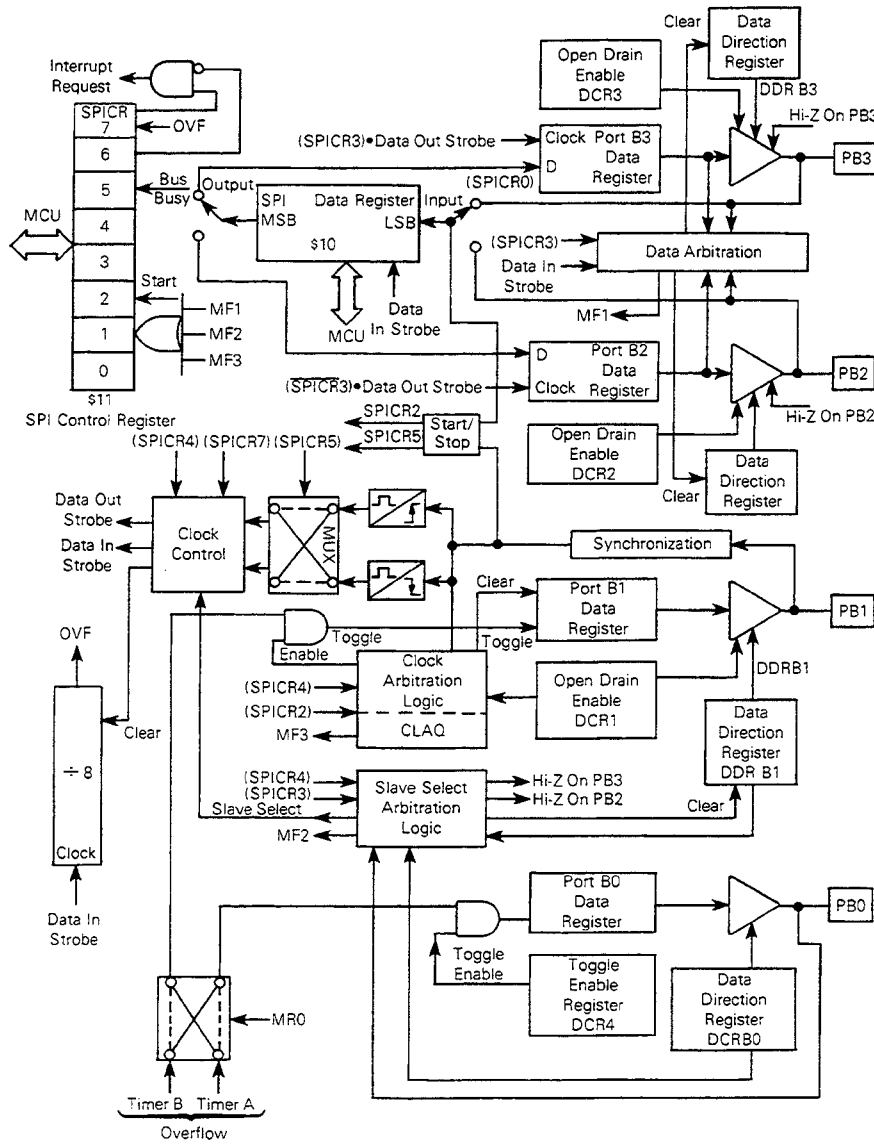 Interrupt
Request
SPICR
7
OVF
6
5
Bus
Busy
4
MCU
3
2
Start
1
MF1
MF2
MF3
0
$11
SPI Control Register
Output
SPI
MSB
Data Register
LSB
$10
Input
MCU
Data
In Strobe
Open Drain
Enable
DCR3
Clear
Data
Direction
Register
DDR B3
Hi-Z On PB3
(SPICR3)•Data Out Strobe
(SPICR0)
Clock
D
Port B3
Data
Register
PB3
(SPICR3)
Data In
Strobe
Data Arbitration
MF1
D
Clock
Port B2
Data
Register
PB2
(S̅P̅I̅C̅R̅3)•Data Out Strobe
Hi-Z On PB2
SPICR2
SPICR5
Start/
Stop
Open Drain
Enable
DCR2
Clear
Data
Direction
Register
(SPICR4)
(SPICR7)
(SPICR5)
Data Out
Strobe
Data In
Strobe
Clock
Control
MUX
Synchronization
Clear
Port B1
Data
Register
PB1
Toggle
Toggle
Enable
OVF
Clear
÷ 8
Clock
Data In
Strobe
(SPICR4)
(SPICR2)
MF3
Clock
Arbitration
Logic
CLAQ
Open Drain
Enable
DCR1
DDRB1
Data
Direction
Register
DDR B1
(SPICR4)
(SPICR3)
Slave Select
MF2
Slave Select
Arbitration
Logic
Hi-Z On PB3
Hi-Z On PB2
Clear
Port B0
Data
Register
PB0
Toggle
Enable
Toggle
Enable
Register
DCR4
Data
Direction
Register
DCRB0
MR0
Timer B
Timer A
Overflow